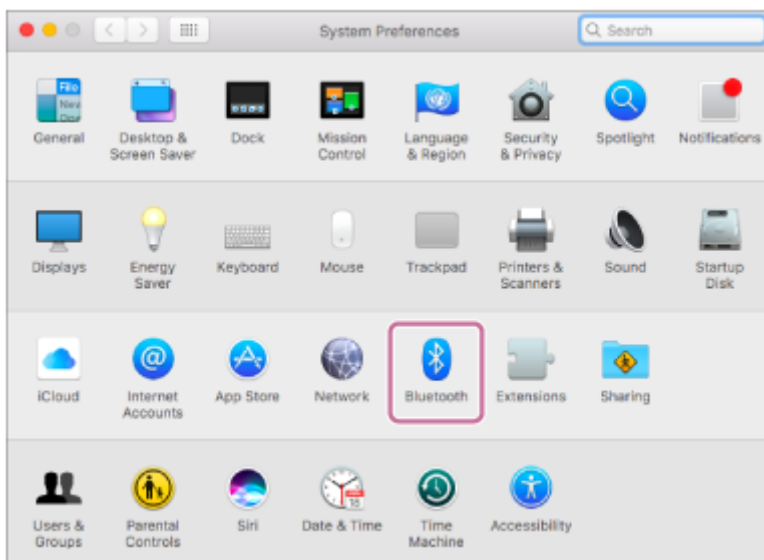 System Preferences
Search
General
Desktop &
Screen Saver
Dock
Mission
Control
Language
& Region
Security
& Privacy
Spotlight
Notifications
Displays
Energy
Saver
Keyboard
Mouse
Trackpad
Printers &
Scanners
Sound
Startup
Disk
iCloud
Internet
Accounts
App Store
Network
Bluetooth
Extensions
Sharing
Users &
Groups
Parental
Controls
Siri
Date & Time
Time
Machine
Accessibility